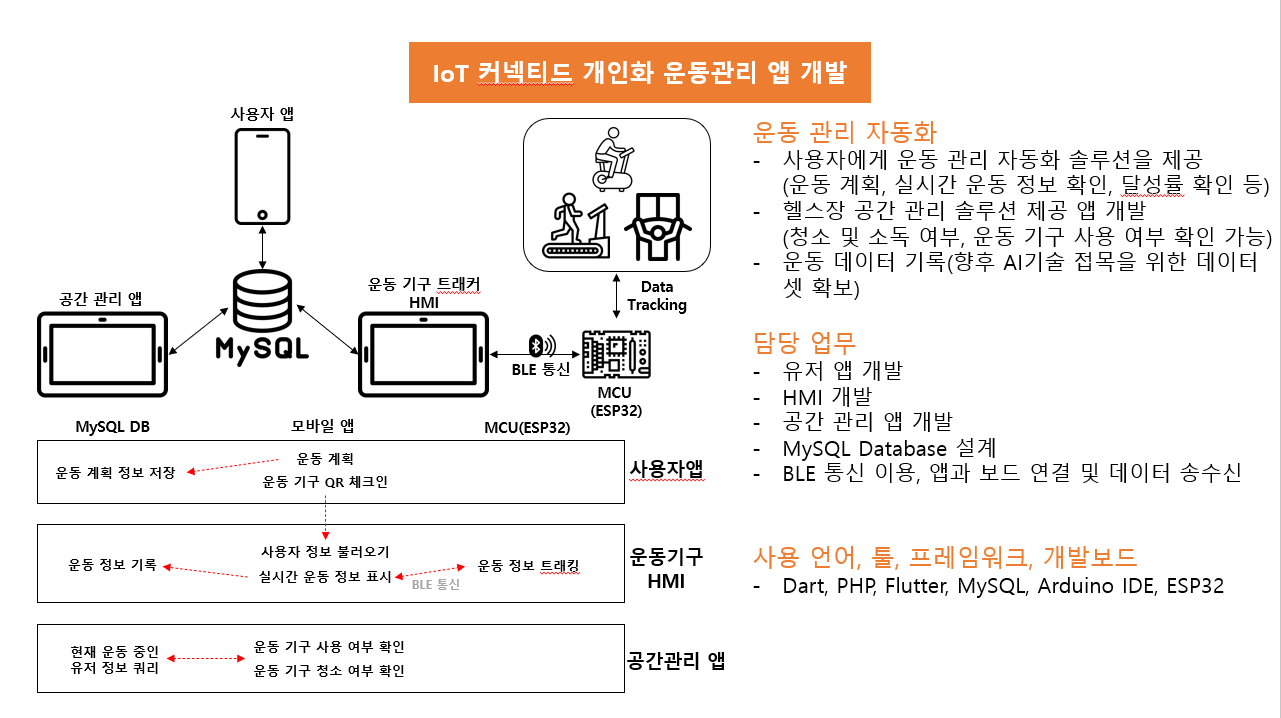 IoT 커넥티드 개인화 운동관리 앱 개발
사용자 앱
공간 관리 앱
MySQL
운동 기구 트래커
HMI
BLE 통신
Data
Tracking
MCU
(ESP32)
MySQL DB
모바일 앱
MCU(ESP32)
운동 계획 정보 저장
운동 계획
운동 기구 QR 체크인
사용자앱
운동 정보 기록
사용자 정보 불러오기
실시간 운동 정보 표시
BLE 통신
운동 정보 트래킹
운동기구
HMI
현재 운동 중인
유저 정보 쿼리
운동 기구 사용 여부 확인
운동 기구 청소 여부 확인
공간관리 앱
운동 관리 자동화
- 사용자에게 운동 관리 자동화 솔루션을 제공
(운동 계획, 실시간 운동 정보 확인, 달성률 확인 등)
- 헬스장 공간 관리 솔루션 제공 앱 개발
(청소 및 소독 여부, 운동 기구 사용 여부 확인 가능)
- 운동 데이터 기록(향후 AI기술 접목을 위한 데이터
셋 확보)
담당 업무
- 유저 앱 개발
- HMI 개발
- 공간 관리 앱 개발
- MySQL Database 설계
- BLE 통신 이용, 앱과 보드 연결 및 데이터 송수신
사용 언어, 툴, 프레임워크, 개발보드
- Dart, PHP, Flutter, MySQL, Arduino IDE, ESP32